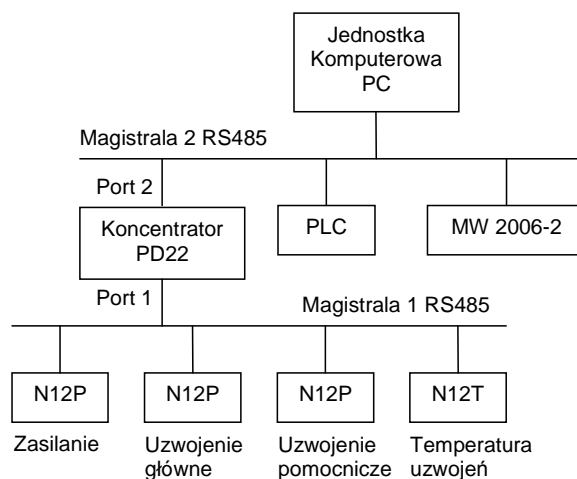 Jednostka
Komputerowa
PC
Magistrala 2 RS485
Port 2
Koncentrator
PD22
PLC
MW 2006-2
Port 1
Magistrala 1 RS485
N12P
N12P
N12P
N12T
Zasilanie
Uzwojenie
główne
Uzwojenie
pomocnicze
Temperatura
uzwojeń